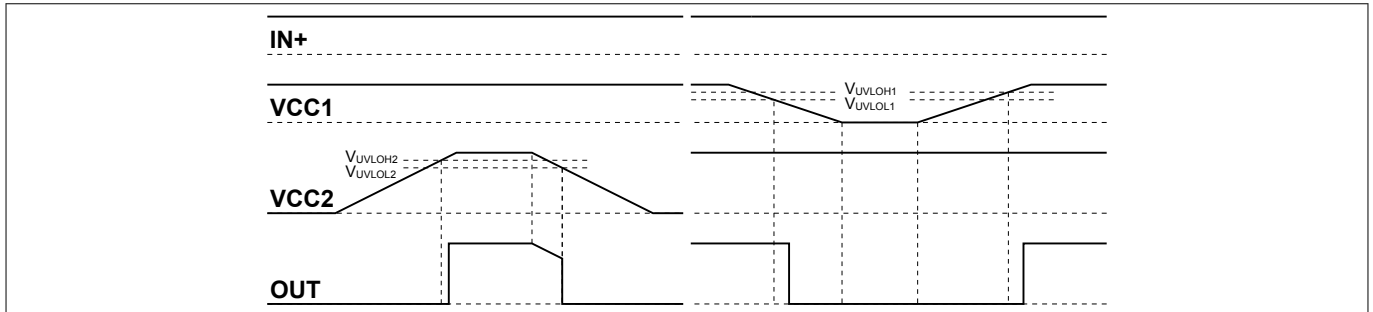 IN+
VUVLOH1
VUVLOL1
VCC1
VUVLOH2
VUVLOL2
VCC2
OUT